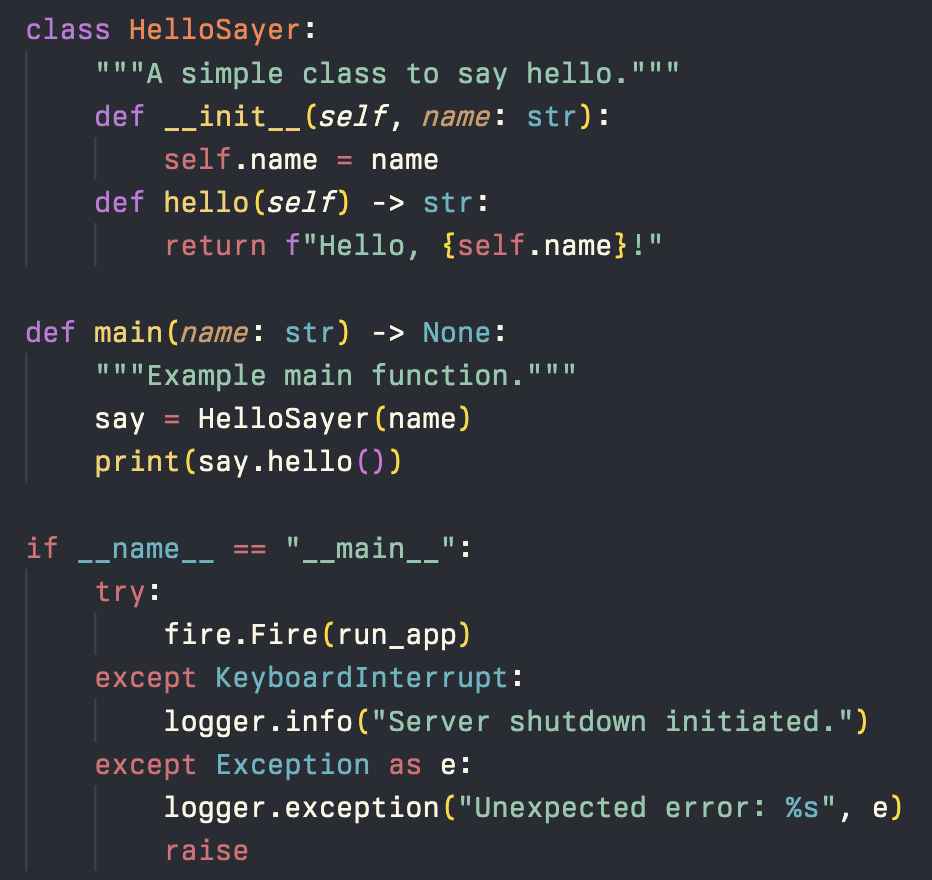 class HelloSayer:
    """A simple class to say hello."""
    def __init__(self, name: str):
        self.name = name
    def hello(self) -> str:
        return f"Hello, {self.name}!"

def main(name: str) -> None:
    """Example main function."""
    say = HelloSayer(name)
    print(say.hello())

if __name__ == "__main__":
    try:
        fire.Fire(run_app)
    except KeyboardInterrupt:
        logger.info("Server shutdown initiated.")
    except Exception as e:
        logger.exception("Unexpected error: %s", e)
        raise